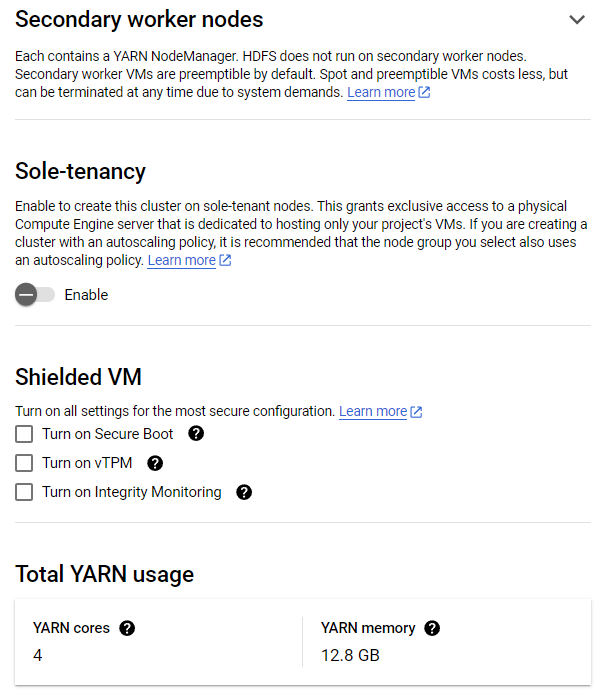 Secondary worker nodes
Each contains a YARN NodeManager. HDFS does not run on secondary worker nodes.
Secondary worker VMs are preemptible by default. Spot and preemptible VMs costs less, but
can be terminated at any time due to system demands. Learn more
Sole-tenancy
Enable to create this cluster on sole-tenant nodes. This grants exclusive access to a physical
Compute Engine server that is dedicated to hosting only your project's VMs. If you are creating a
cluster with an autoscaling policy, it is recommended that the node group you select also uses
an autoscaling policy. Learn more
Enable
Shielded VM
Turn on all settings for the most secure configuration. Learn more
Turn on Secure Boot
Turn on vTPM
Turn on Integrity Monitoring
Total YARN usage
YARN cores
4
YARN memory
12.8 GB